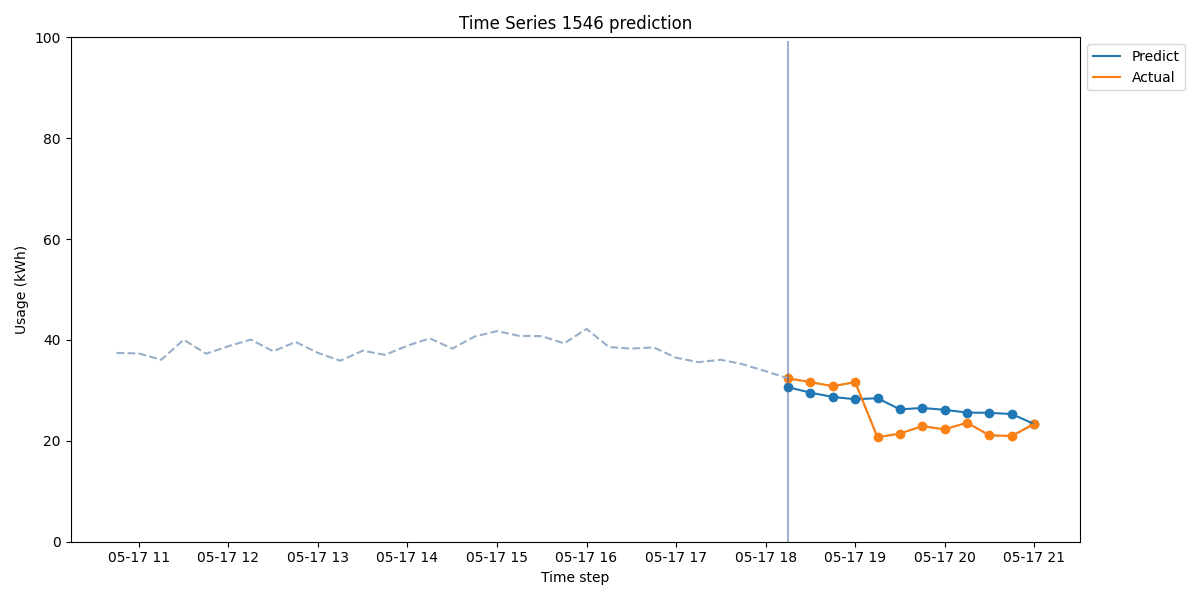 Time Series 1546 prediction
Predict
Actual
100
80
60
40
20
0
Usage (kWh)
05-17 11 05-17 12 05-17 13 05-17 14 05-17 15 05-17 16 05-17 17 05-17 18 05-17 19 05-17 20 05-17 21
Time step